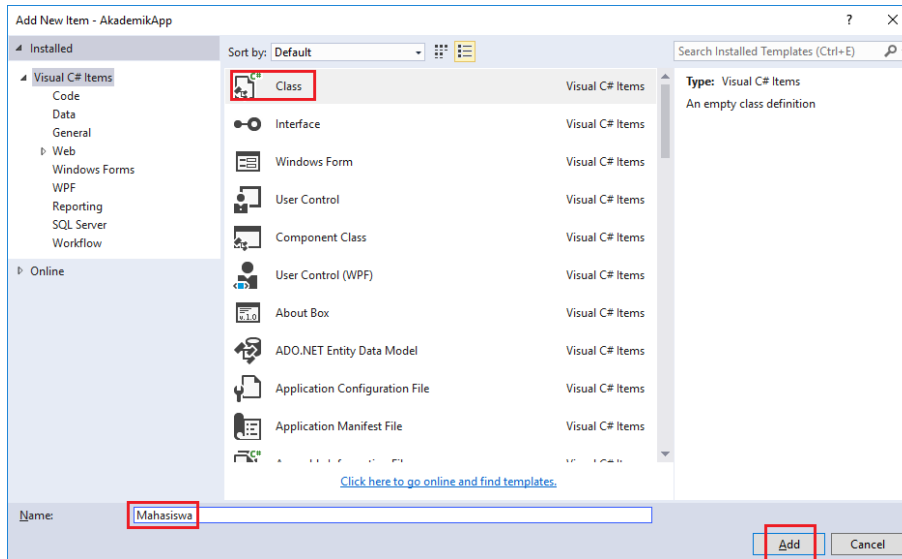 Add New Item - AkademikApp
Installed
Visual C# Items
Code
Data
General
Web
Windows Forms
WPF
Reporting
SQL Server
Workflow
Online
Sort by: Default
Class Visual C# Items
Interface Visual C# Items
Windows Form Visual C# Items
User Control Visual C# Items
Component Class Visual C# Items
User Control (WPF) Visual C# Items
About Box Visual C# Items
ADO.NET Entity Data Model Visual C# Items
Application Configuration File Visual C# Items
Application Manifest File Visual C# Items
Click here to go online and find templates.
Search Installed Templates (Ctrl+E)
Type: Visual C# Items
An empty class definition
Name: Mahasiswa
Add Cancel